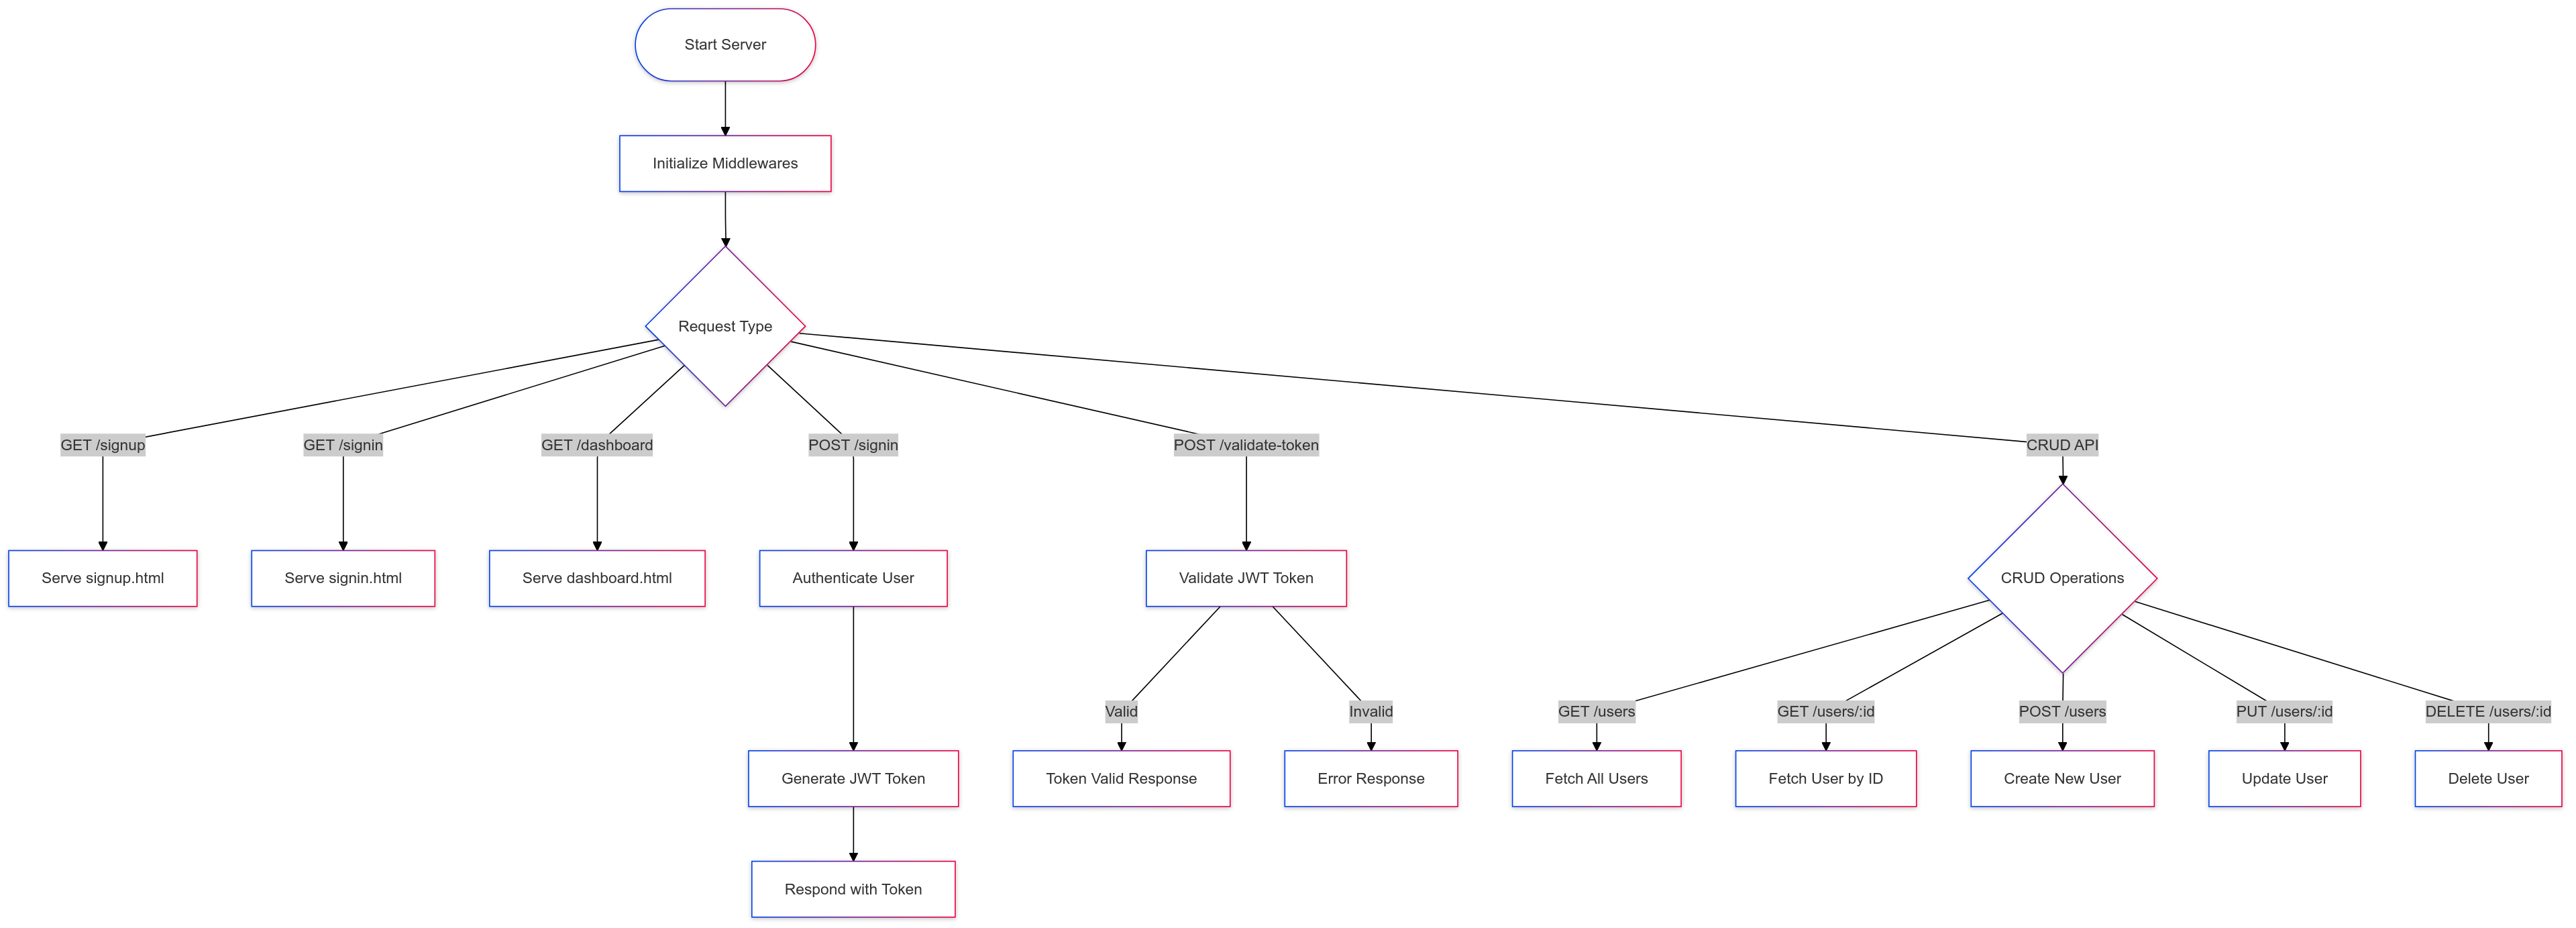 Start Server
Initialize Middlewares
Request Type
GET /signup
GET /signin
GET /dashboard
POST /signin
POST /validate-token
CRUD API
Serve signup.html
Serve signin.html
Serve dashboard.html
Authenticate User
Validate JWT Token
CRUD Operations
Valid
Invalid
GET /users
GET /users/:id
POST /users
PUT /users/:id
DELETE /users/:id
Generate JWT Token
Token Valid Response
Error Response
Fetch All Users
Fetch User by ID
Create New User
Update User
Delete User
Respond with Token